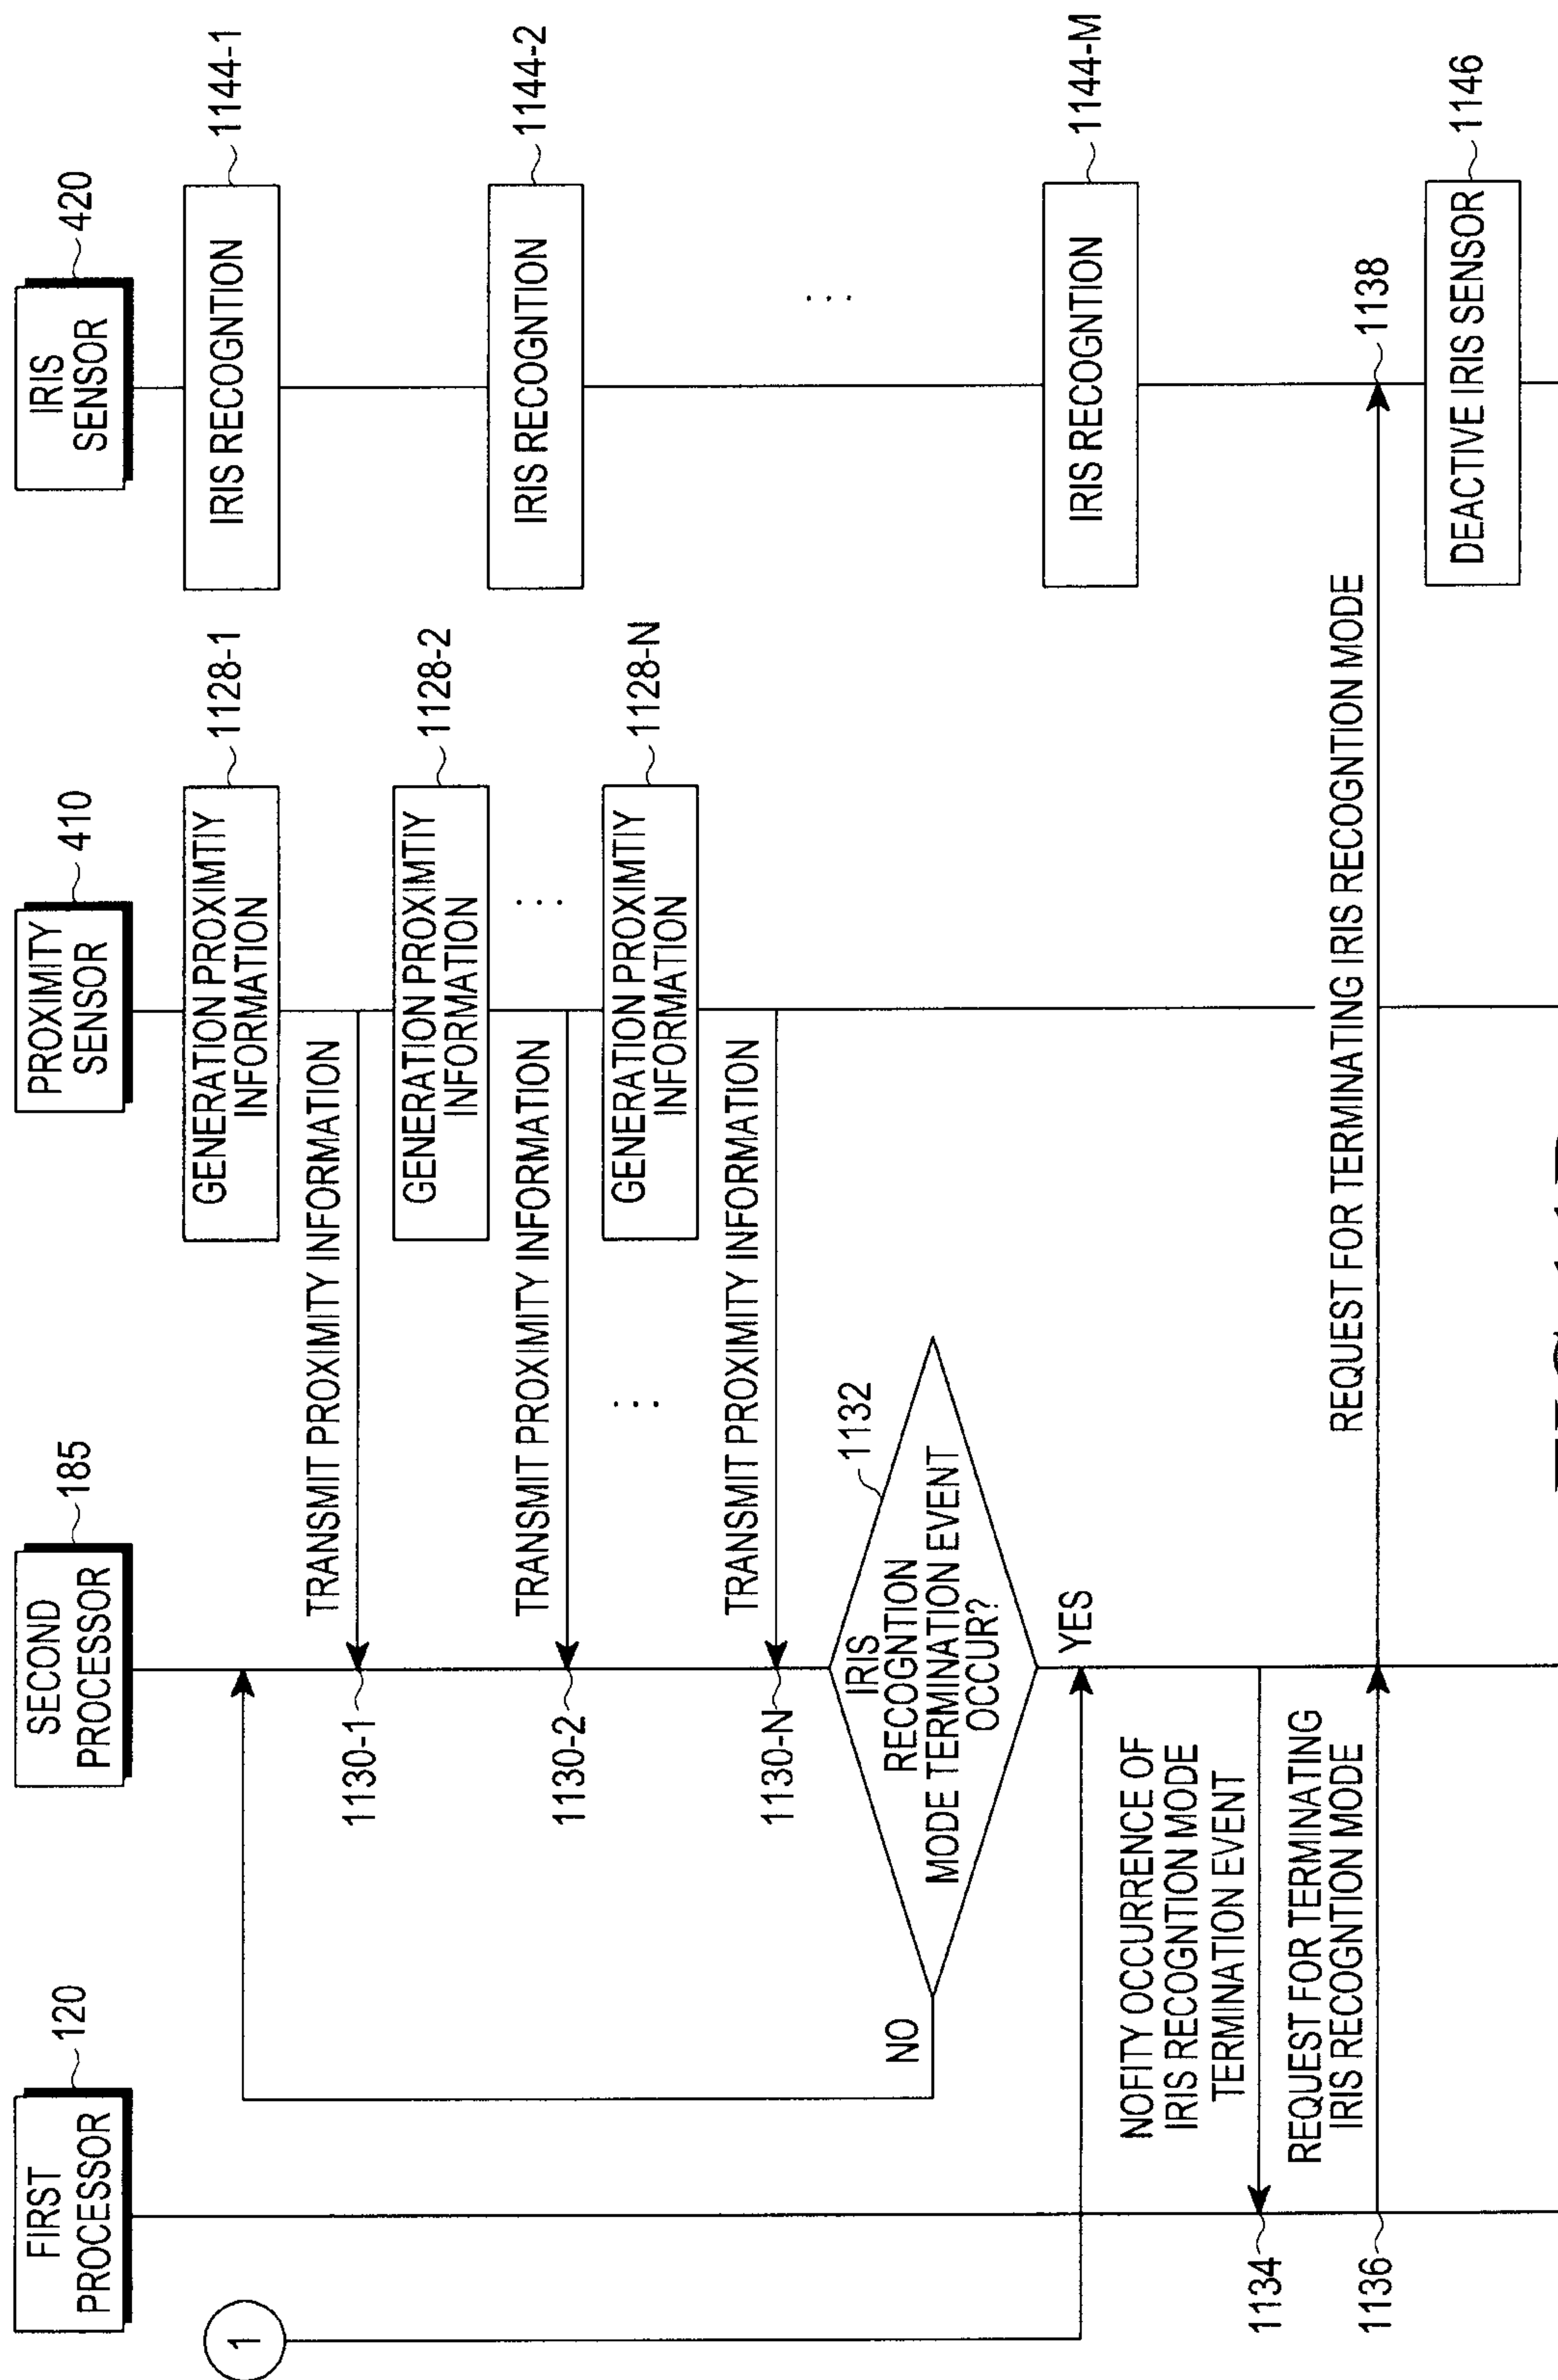 FIRST
PROCESSOR
120
SECOND
PROCESSOR
185
PROXIMITY
SENSOR
410
IRIS
SENSOR
420
1
GENERATION PROXIMTIY
INFORMATION
1128-1
IRIS RECOGNTION
1144-1
TRANSMIT PROXIMITY INFORMATION
1130-1
GENERATION PROXIMTIY
INFORMATION
1128-2
IRIS RECOGNTION
1144-2
TRANSMIT PROXIMITY INFORMATION
1130-2
...
...
GENERATION PROXIMTIY
INFORMATION
1128-N
TRANSMIT PROXIMITY INFORMATION
1130-N
...
IRIS
RECOGNTION
MODE TERMINATION EVENT
OCCUR?
1132
NO
YES
IRIS RECOGNTION
1144-M
NOFITY OCCURRENCE OF
IRIS RECOGNTION MODE
TERMINATION EVENT
1134
REQUEST FOR TERMINATING
IRIS RECOGNTION MODE
1136
REQUEST FOR TERMINATING IRIS RECOGNTION MODE
1138
DEACTIVE IRIS SENSOR
1146